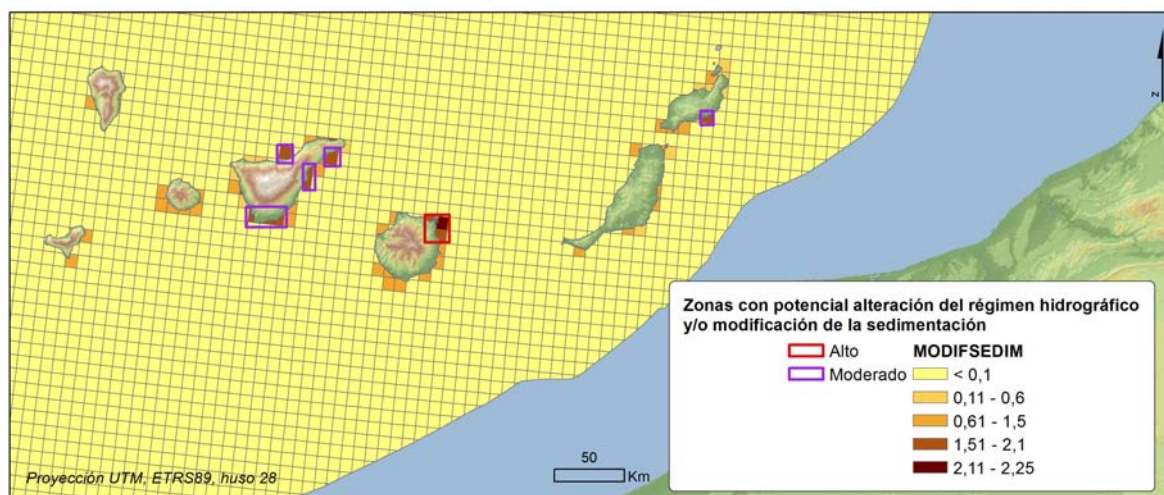 N
Zonas con potencial alteración del régimen hidrográfico
y/o modificación de la sedimentación
Alto
Moderado
MODIFSEDIM
< 0,1
0,11 - 0,6
0,61 - 1,5
1,51 - 2,1
2,11 - 2,25
50
Km
Proyección UTM, ETRS89, huso 28